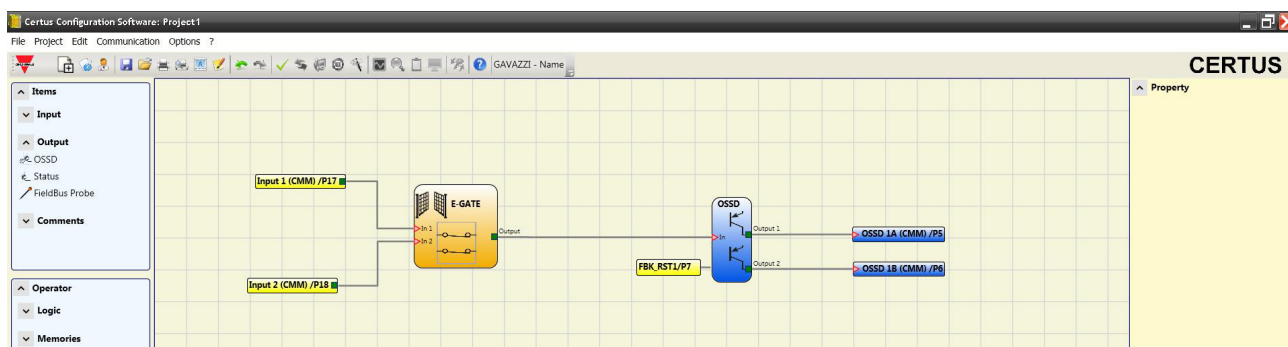 Certus Configuration Software: Project1
File Project Edit Communication Options ?
GAVAZZI - Name
CERTUS
Items
Input
Output
OSSD
Status
FieldBus Probe
Comments
Operator
Logic
Memories
Input 1 (CMM) /P17
Input 2 (CMM) /P18
E-GATE
In 1
In 2
Output
FBK_RST1/P7
OSSD
In
Output 1
Output 2
OSSD 1A (CMM) /P5
OSSD 1B (CMM) /P6
Property